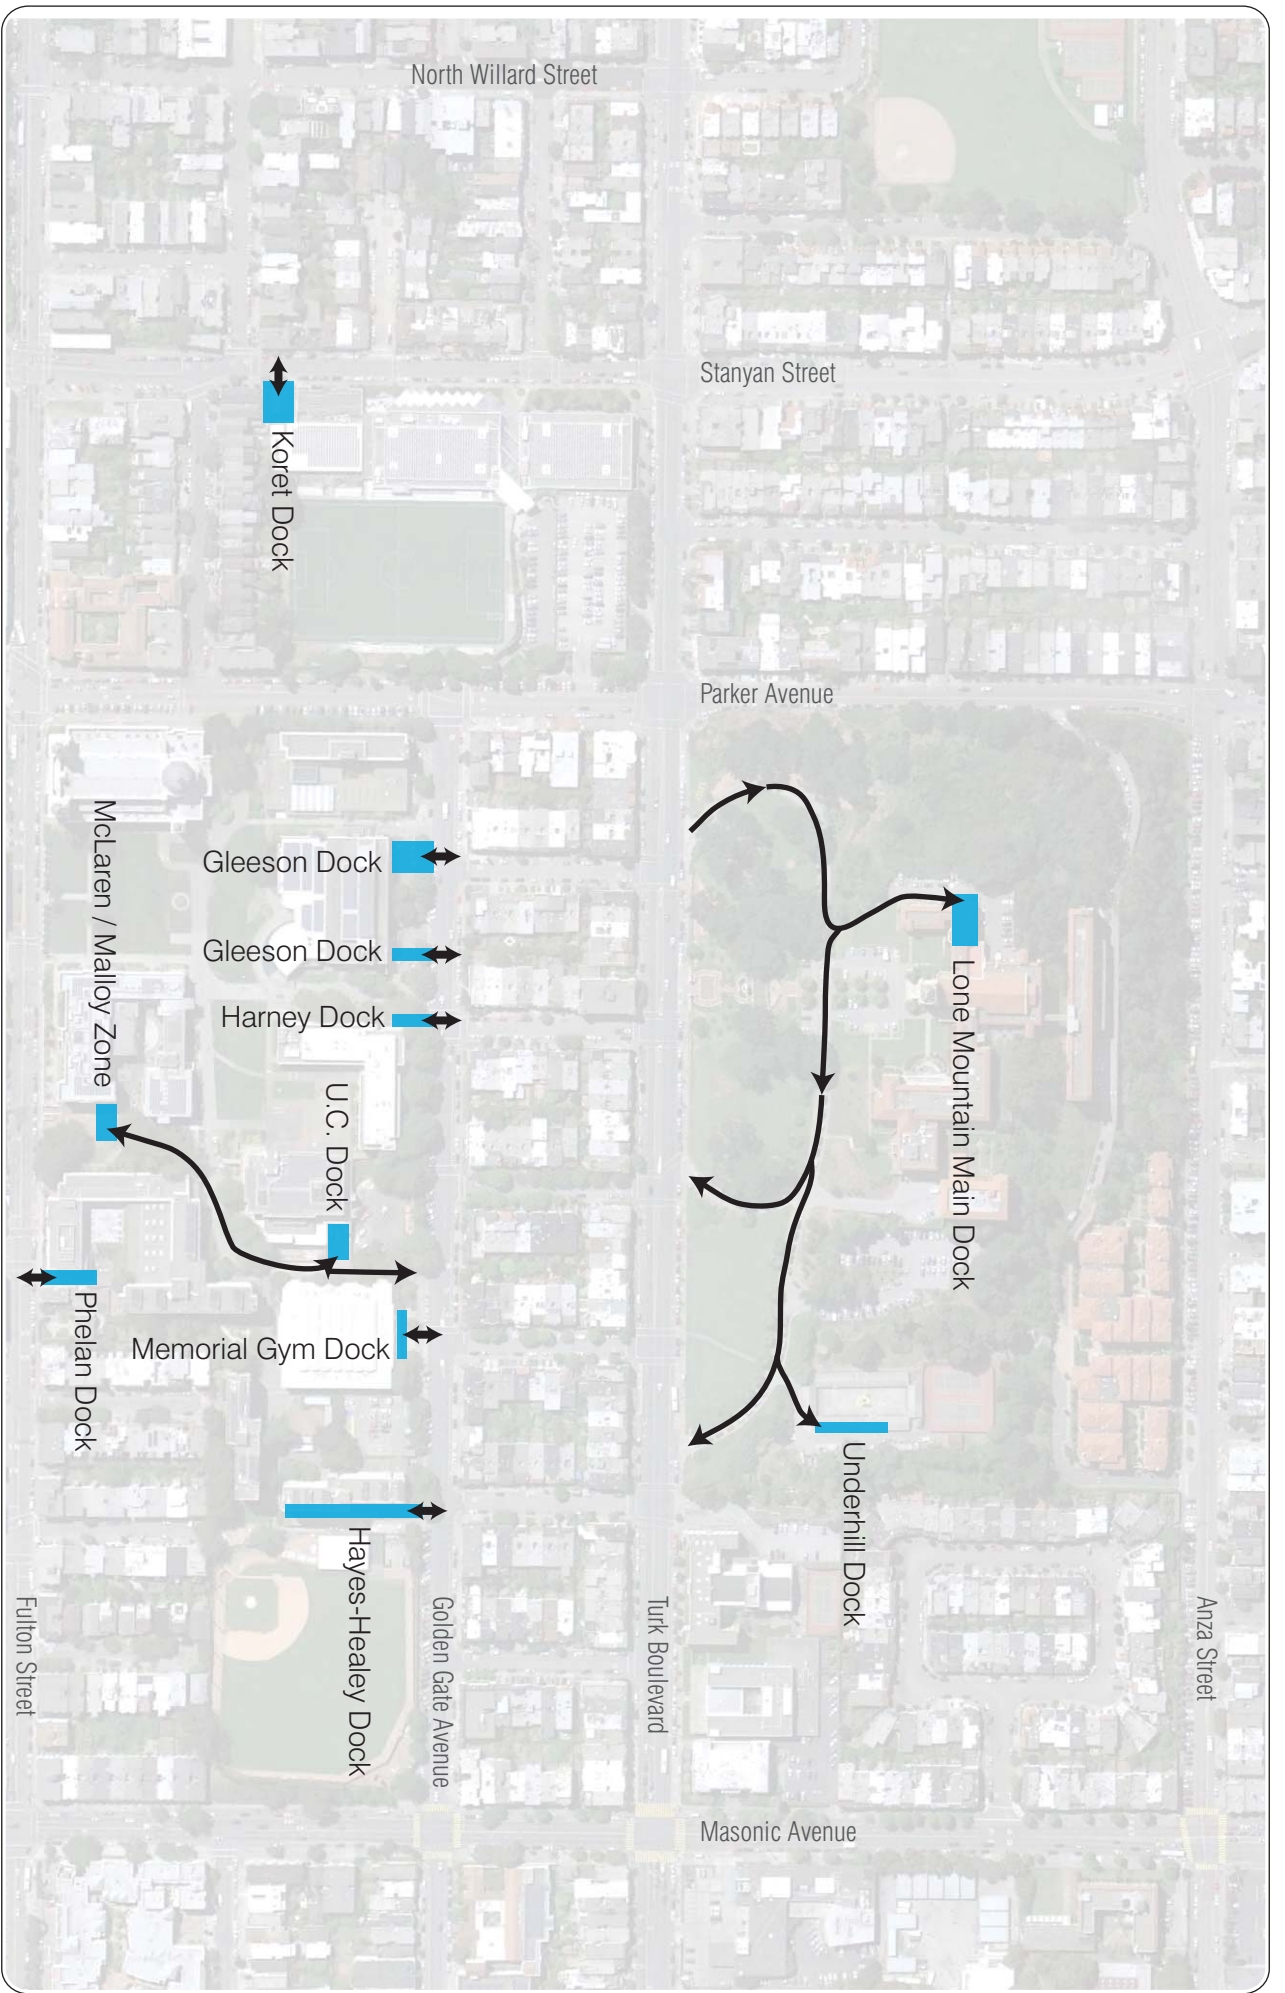 North Willard Street
Stanyan Street
Koret Dock
Parker Avenue
McLaren / Malloy Zone
Gleeson Dock
Gleeson Dock
Harney Dock
Lone Mountain Main Dock
U.C. Dock
Phelan Dock
Memorial Gym Dock
Underhill Dock
Hayes-Healey Dock
Fulton Street
Golden Gate Avenue
Turk Boulevard
Anza Street
Masonic Avenue